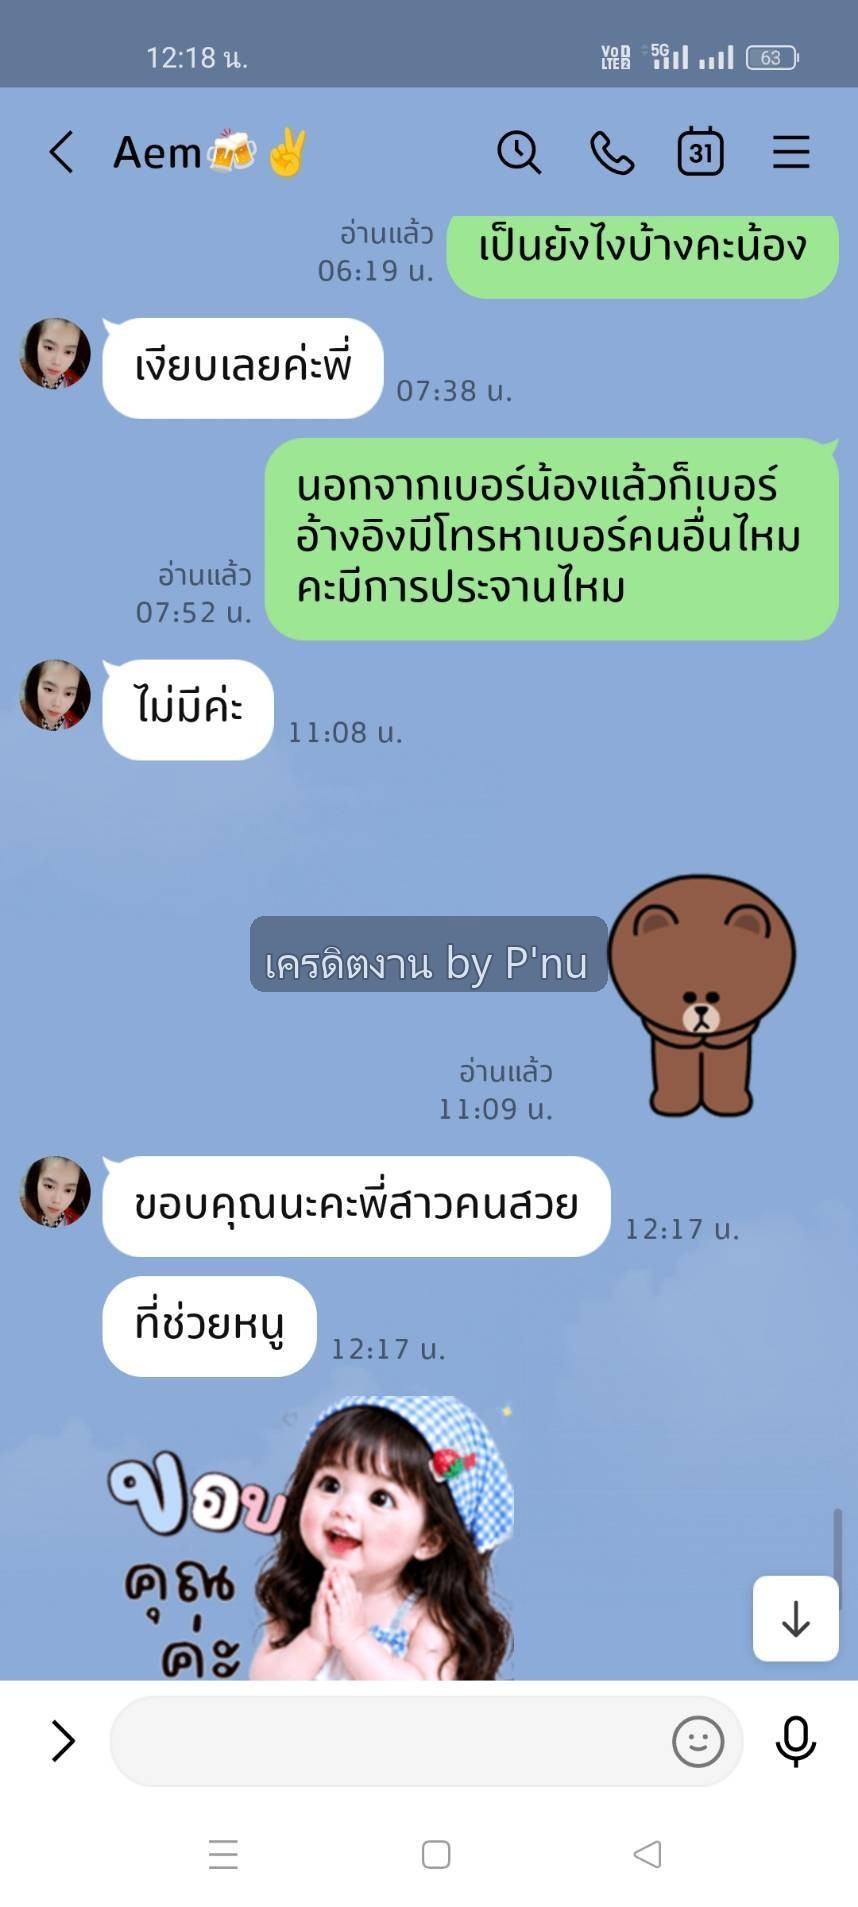 12:18 น.
VoD LTE2 5G 63
Aem🍻✌️
31
เป็นยังไงบ้างคะน้อง
อ่านแล้ว
06:19 น.
เงียบเลยค่ะพี่
07:38 น.
นอกจากเบอร์น้องแล้วก็เบอร์
อ้างอิงมีโทรหาเบอร์คนอื่นไหม
คะมีการประจานไหม
อ่านแล้ว
07:52 น.
ไม่มีค่ะ
11:08 น.
เครดิตงาน by P'nu
อ่านแล้ว
11:09 น.
ขอบคุณนะคะพี่สาวคนสวย
12:17 น.
ที่ช่วยหนู
12:17 น.
ขอบ
คุณ
ค่ะ